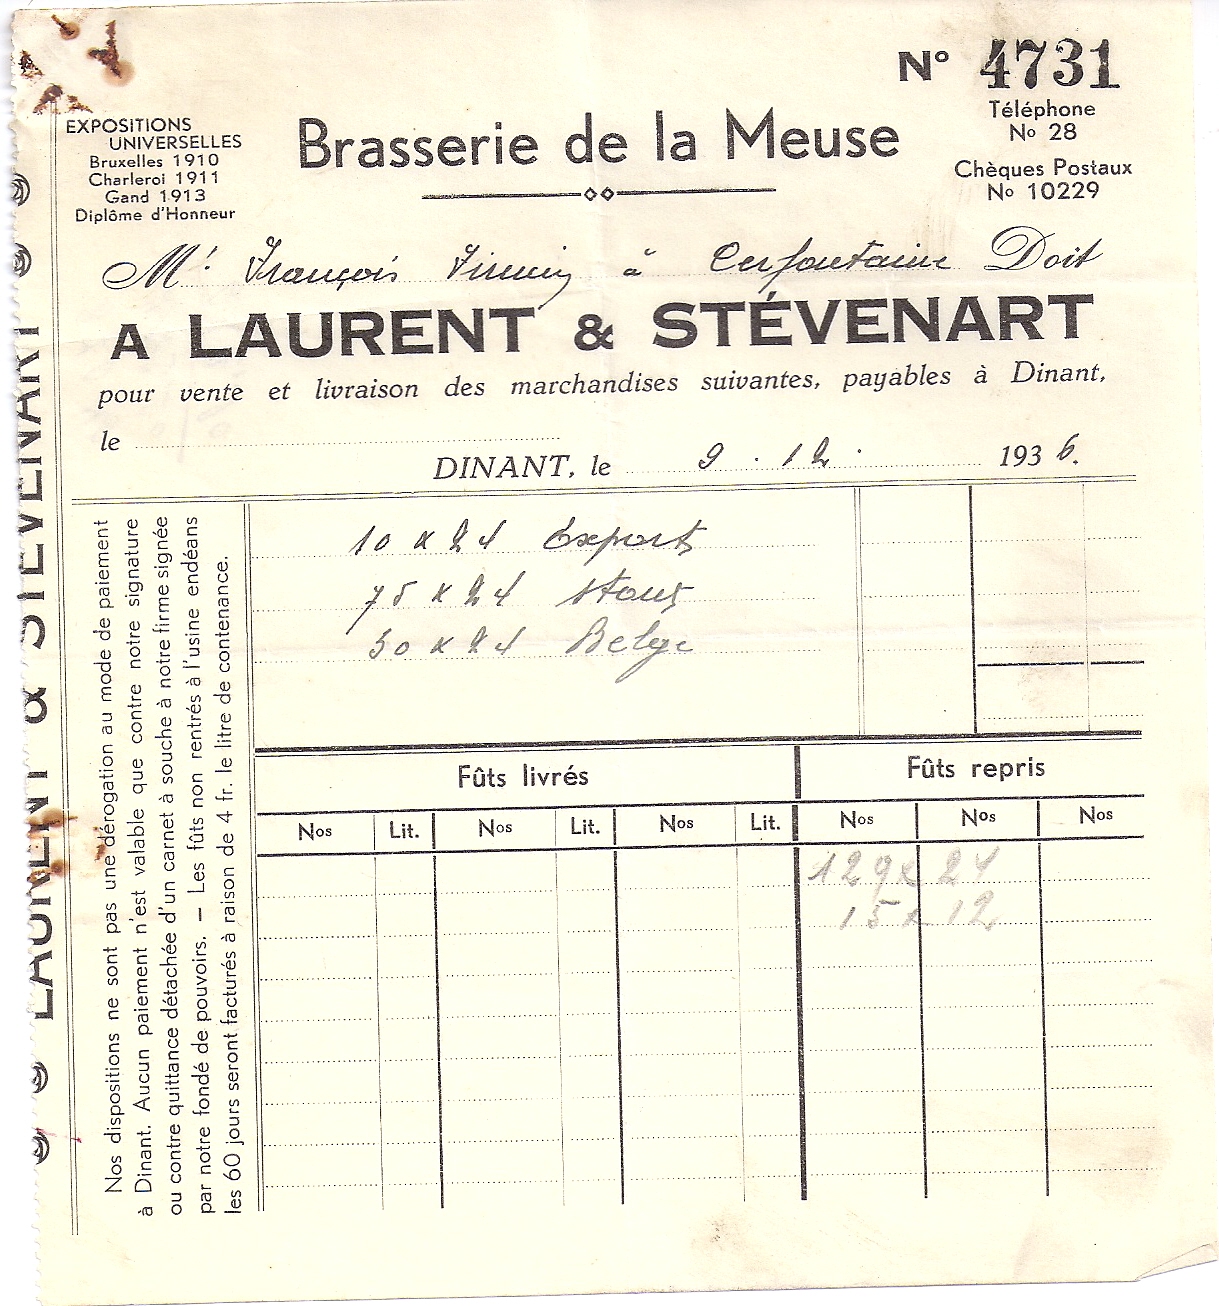 Nº 4731
Téléphone
Nº 28
Chèques Postaux
Nº 10229
EXPOSITIONS
UNIVERSELLES
Bruxelles 1910
Charleroi 1911
Gand 1913
Diplôme d'Honneur
Brasserie de la Meuse
Mr. François Firmin à Cerfontaine Doit
A LAURENT & STÉVENART
pour vente et livraison des marchandises suivantes, payables à Dinant,
le
DINANT, le 9.12. 1936.
10 x 24 Export
75 x 24 Stout
50 x 24 Belge
Fûts livrés Fûts repris
Nos Lit. Nos Lit. Nos Lit. Nos Nos Nos
129 x 24
15 x 12
Nos dispositions ne sont pas une dérogation au mode de paiement
à Dinant. Aucun paiement n'est valable que contre notre signature
ou contre quittance détachée d'un carnet à souche à notre firme signée
par notre fondé de pouvoirs. — Les fûts non rentrés à l'usine endéans
les 60 jours seront facturés à raison de 4 fr. le litre de contenance.
LAURENT & STÉVENART